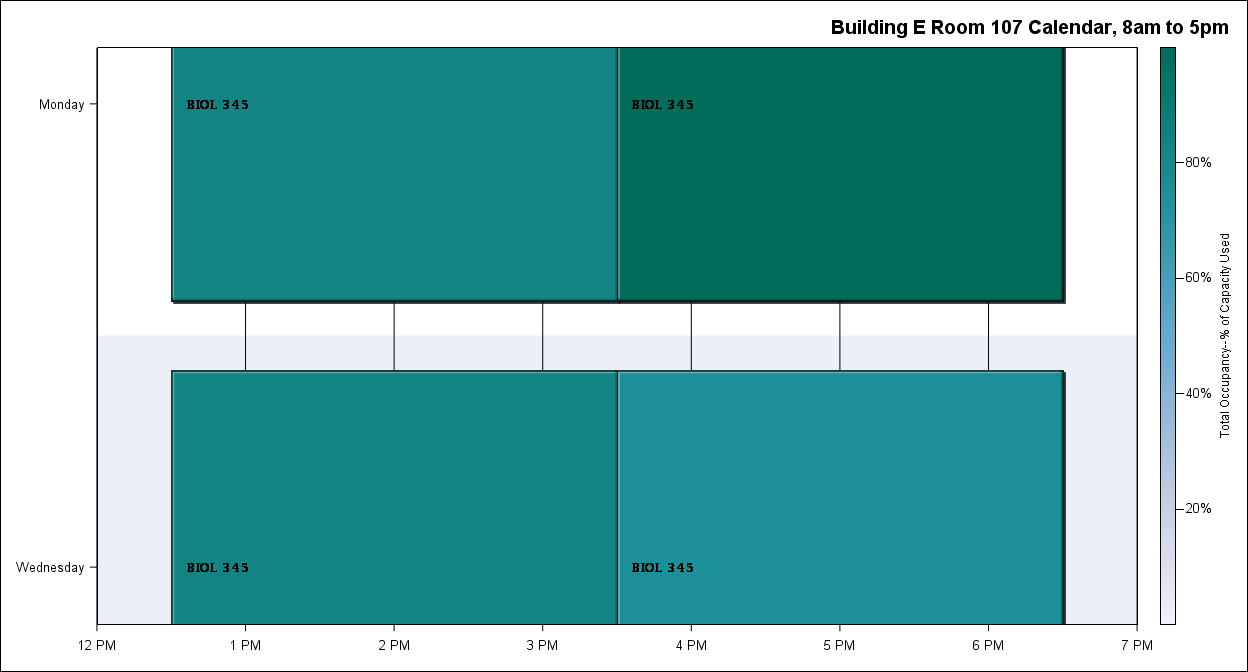 Building E Room 107 Calendar, 8am to 5pm
Monday
BIOL 345
BIOL 345
Wednesday
BIOL 345
BIOL 345
12 PM
1 PM
2 PM
3 PM
4 PM
5 PM
6 PM
7 PM
80%
60%
40%
20%
Total Occupancy--% of Capacity Used